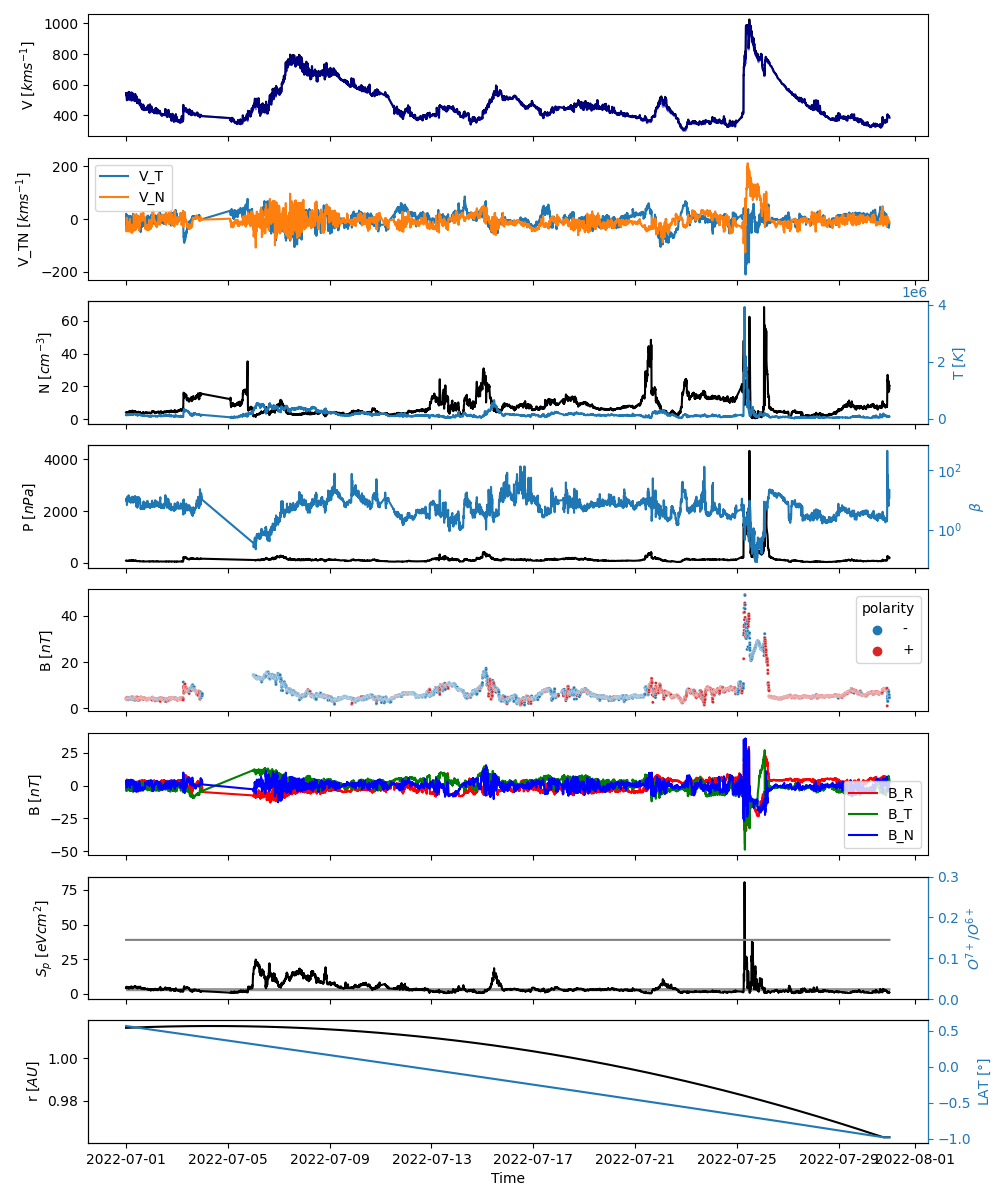 V [kms⁻¹]
1000
800
600
400
V_TN [kms⁻¹]
200
0
−200
V_T
V_N
N [cm⁻³]
60
40
20
0
1e6
4
2
0
T [K]
P [nPa]
4000
2000
0
10²
10⁰
β
B [nT]
40
20
0
polarity
-
+
B [nT]
25
0
−25
−50
B_R
B_T
B_N
S_p [eVcm²]
75
50
25
0
0.3
0.2
0.1
0.0
O⁷⁺/O⁶⁺
r [AU]
1.00
0.98
0.5
0.0
−0.5
−1.0
LAT [°]
2022-07-01 2022-07-05 2022-07-09 2022-07-13 2022-07-17 2022-07-21 2022-07-25 2022-07-29 2022-08-01
Time